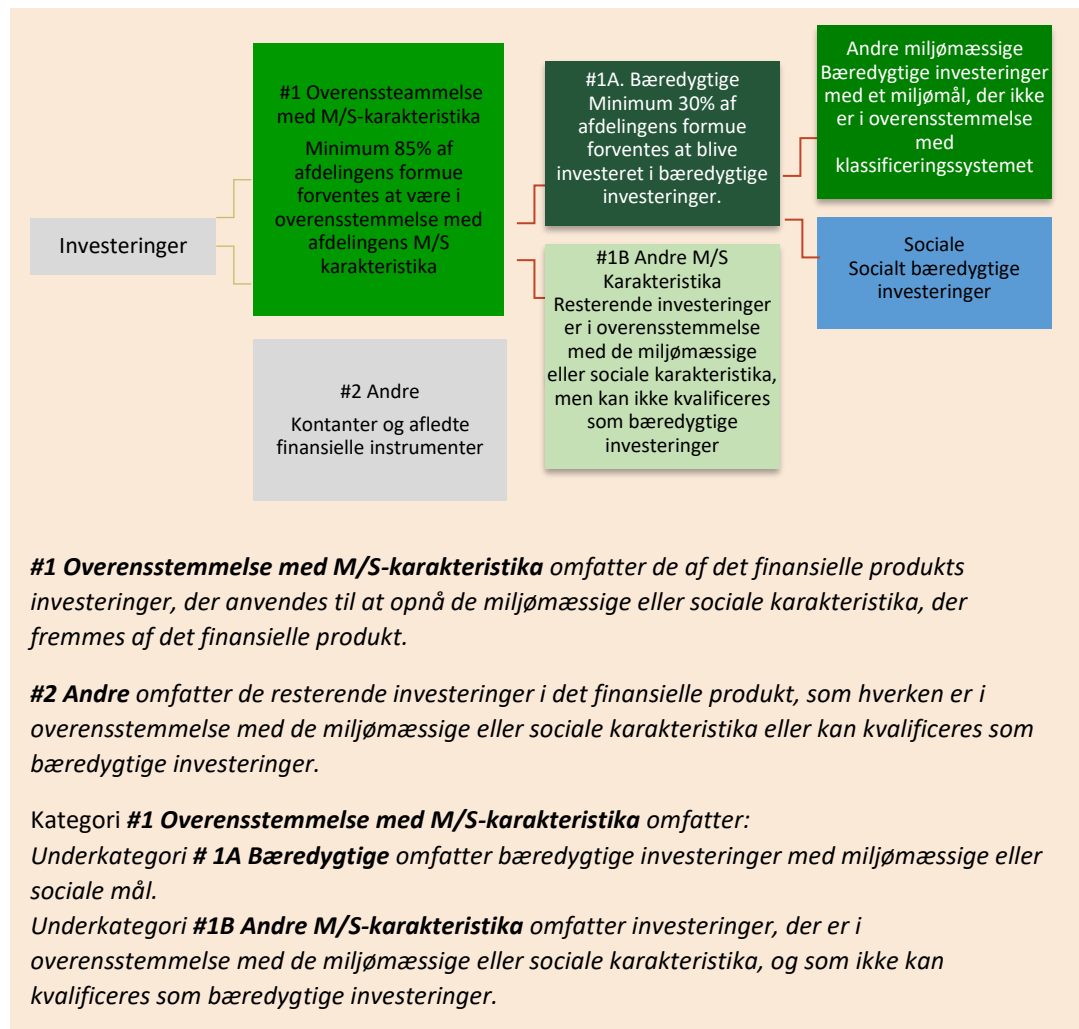 Investeringer
#1 Overenssteammelse
med M/S-karakteristika
Minimum 85% af
afdelingens formue
forventes at være i
overensstemmelse med
afdelingens M/S
karakteristika
#2 Andre
Kontanter og afledte
finansielle instrumenter
#1A. Bæredygtige
Minimum 30% af
afdelingens formue
forventes at blive
investeret i bæredygtige
investeringer.
#1B Andre M/S
Karakteristika
Resterende investeringer
er i overensstemmelse
med de miljømæssige
eller sociale karakteristika,
men kan ikke kvalificeres
som bæredygtige
investeringer
Andre miljømæssige
Bæredygtige investeringer
med et miljømål, der ikke
er i overensstemmelse
med
klassificeringssystemet
Sociale
Socialt bæredygtige
investeringer
#1 Overensstemmelse med M/S-karakteristika omfatter de af det finansielle produkts
investeringer, der anvendes til at opnå de miljømæssige eller sociale karakteristika, der
fremmes af det finansielle produkt.
#2 Andre omfatter de resterende investeringer i det finansielle produkt, som hverken er i
overensstemmelse med de miljømæssige eller sociale karakteristika eller kan kvalificeres som
bæredygtige investeringer.
Kategori #1 Overensstemmelse med M/S-karakteristika omfatter:
Underkategori # 1A Bæredygtige omfatter bæredygtige investeringer med miljømæssige eller
sociale mål.
Underkategori #1B Andre M/S-karakteristika omfatter investeringer, der er i
overensstemmelse med de miljømæssige eller sociale karakteristika, og som ikke kan
kvalificeres som bæredygtige investeringer.